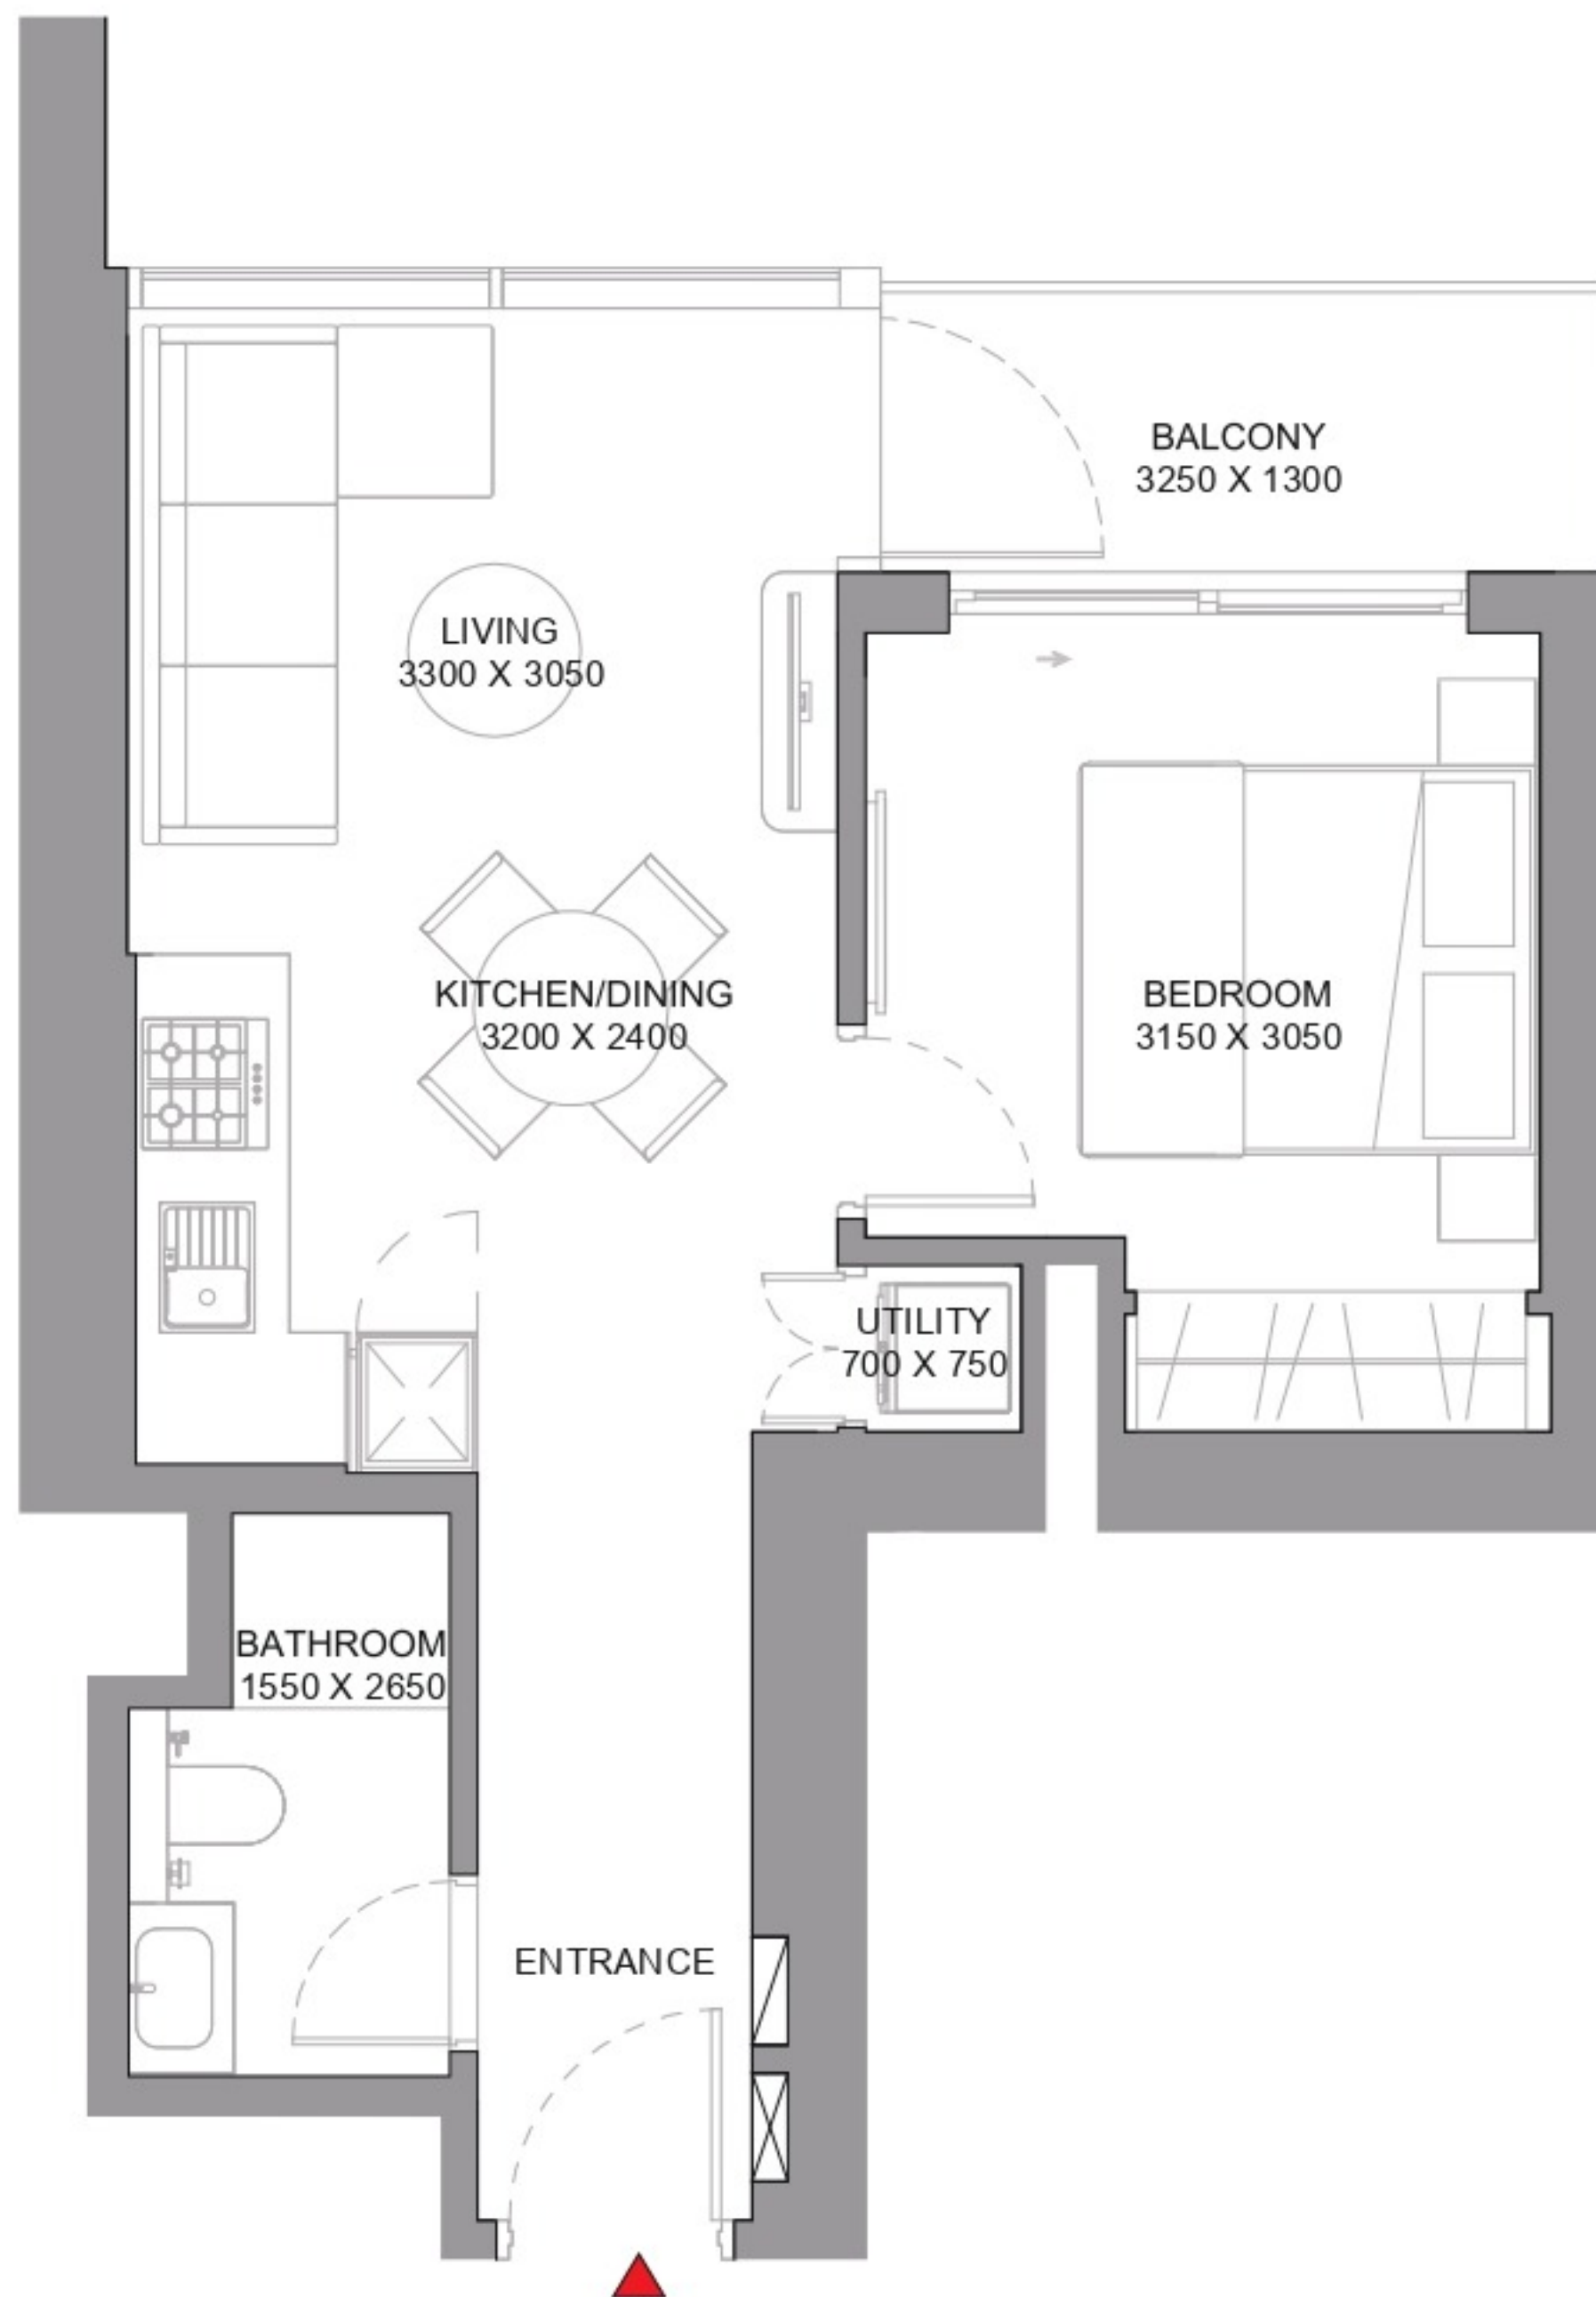 BALCONY
3250 X 1300
LIVING
3300 X 3050
KITCHEN/DINING
3200 X 2400
BEDROOM
3150 X 3050
UTILITY
700 X 750
BATHROOM
1550 X 2650
ENTRANCE